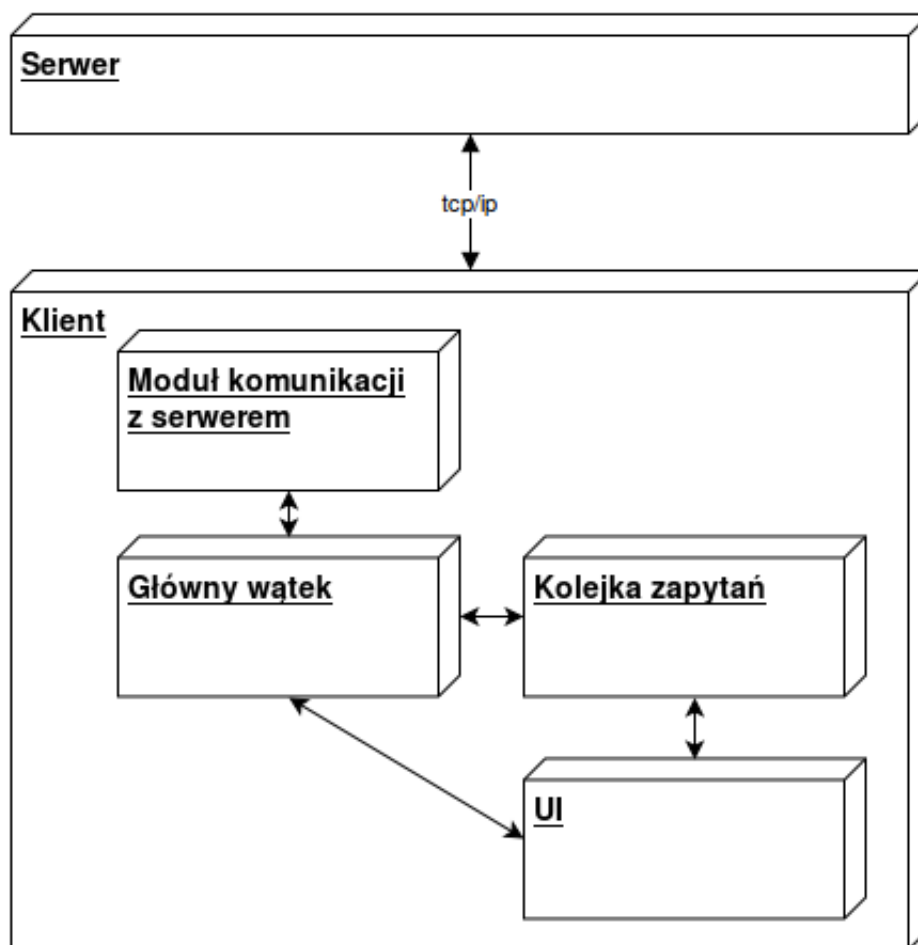 Serwer
tcp/ip
Klient
Moduł komunikacji
z serwerem
Główny wątek
Kolejka zapytań
UI